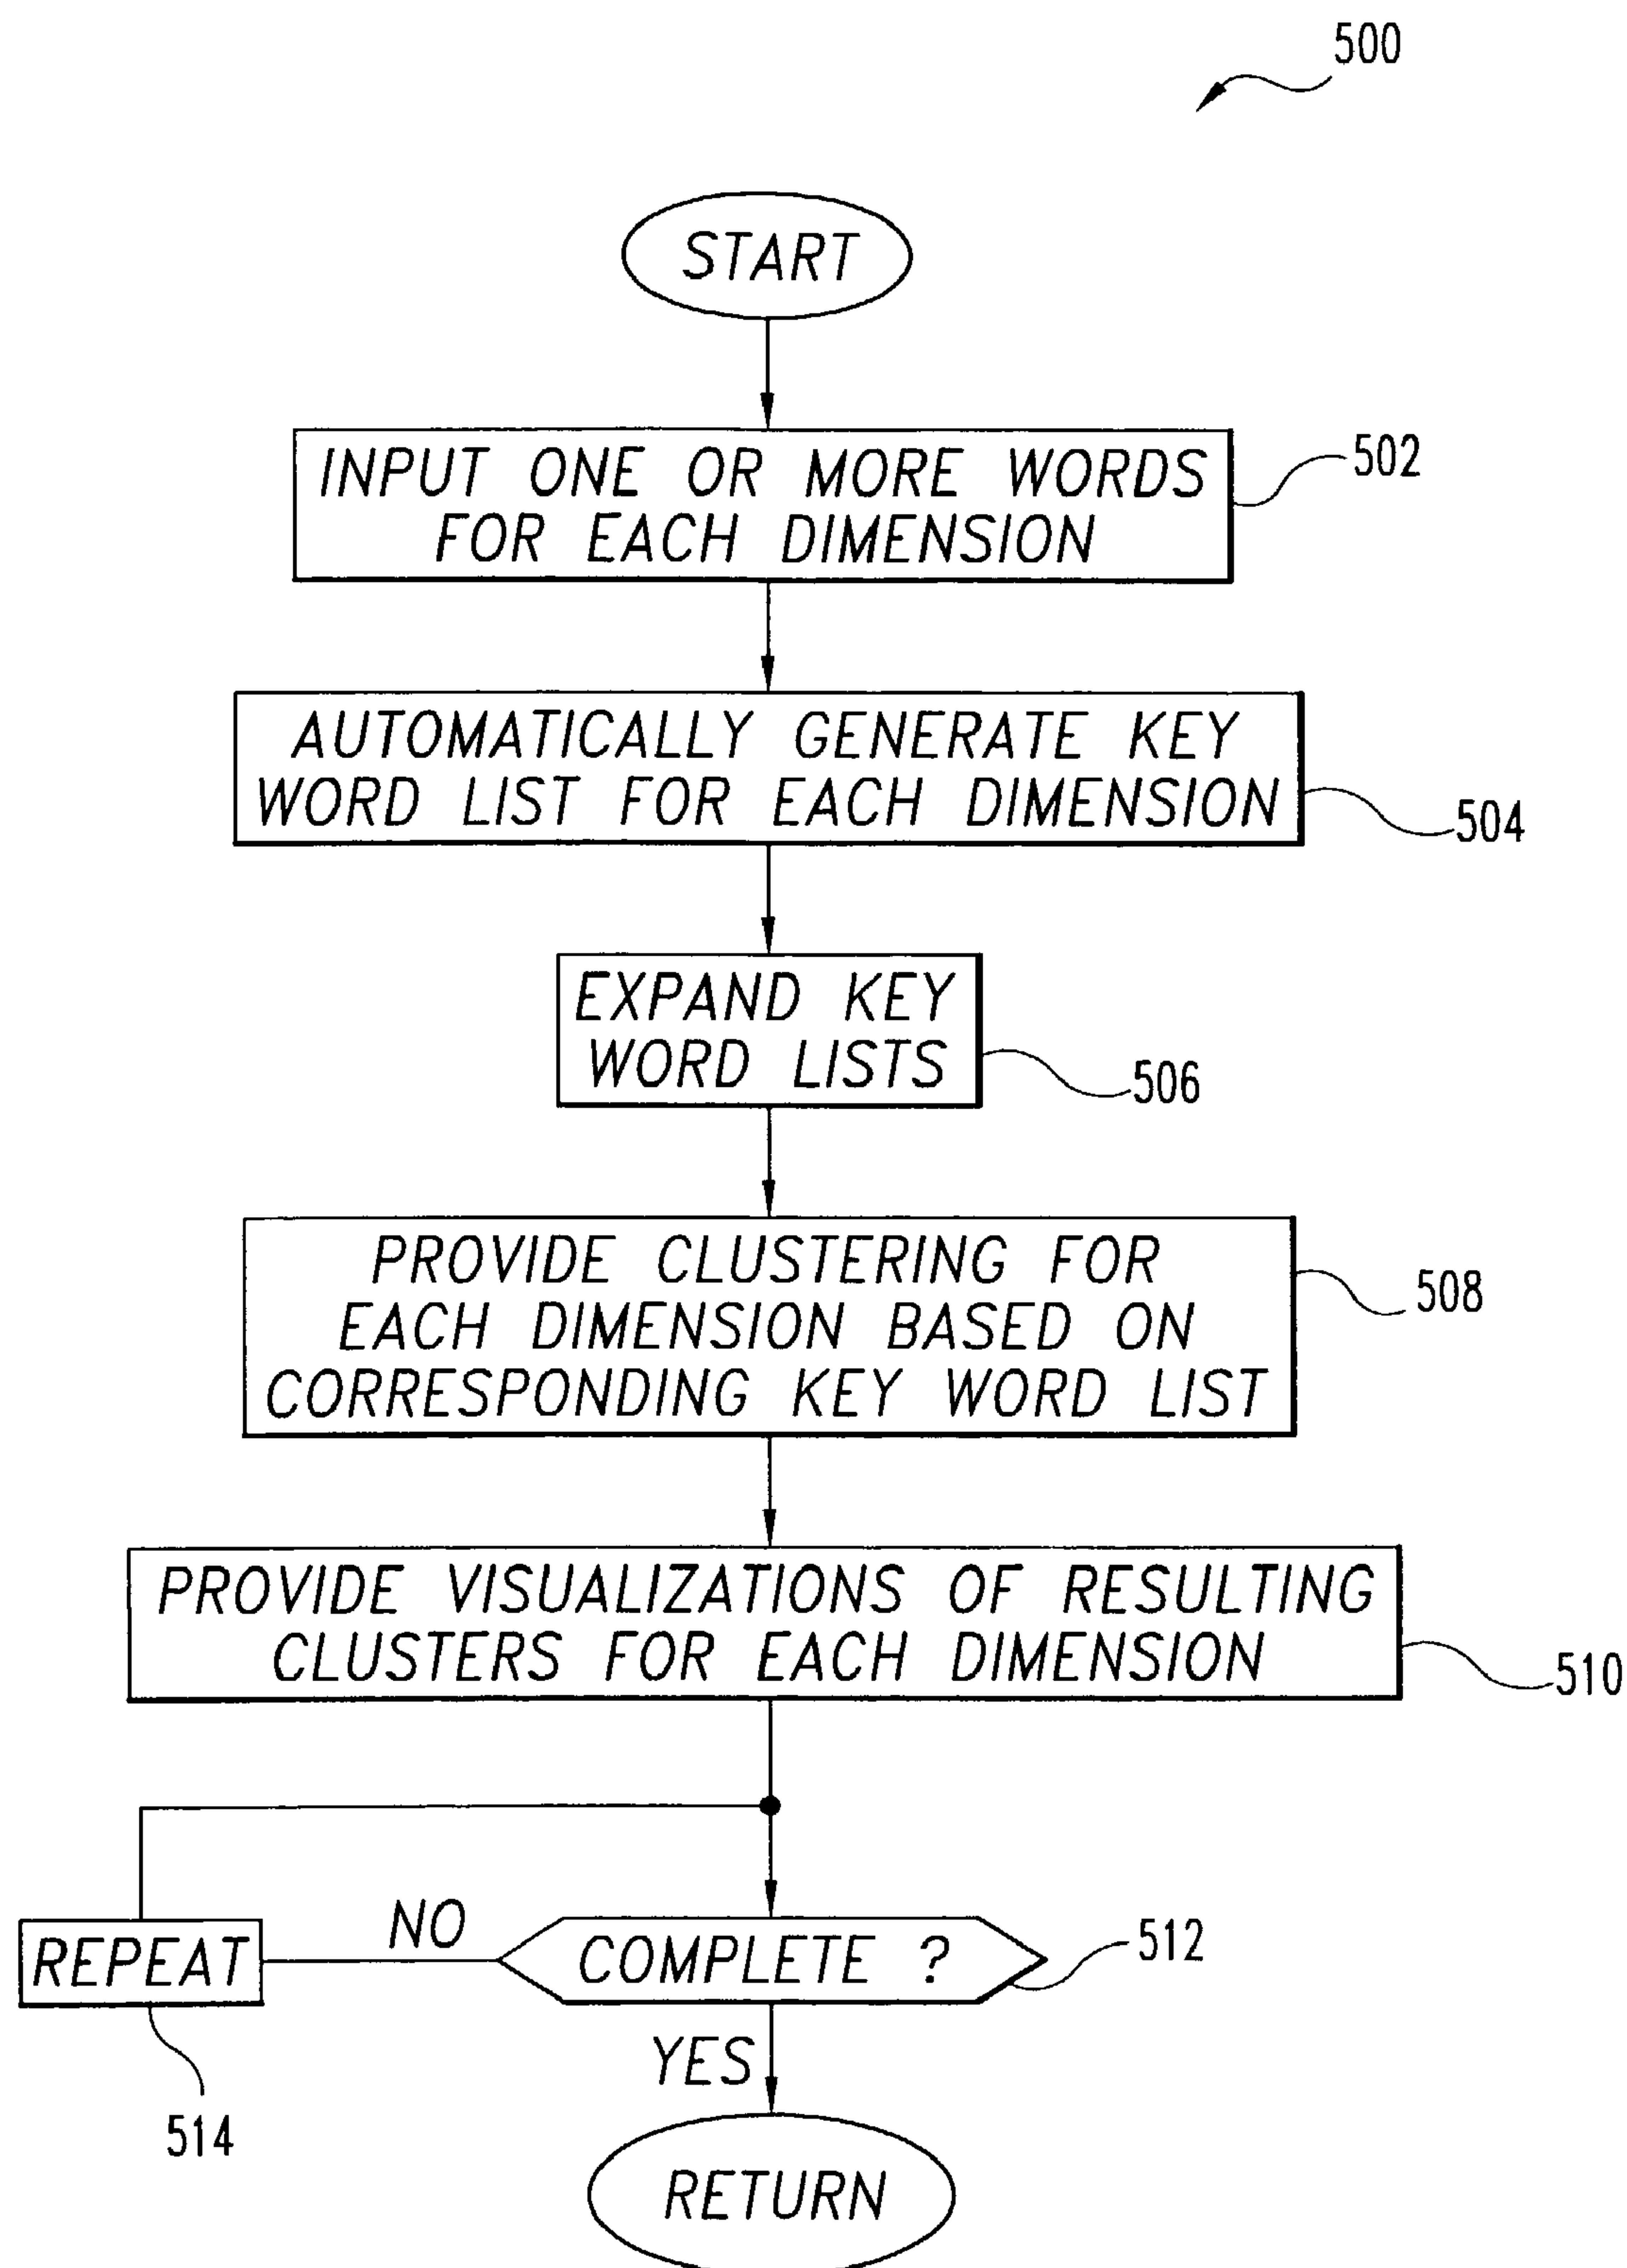 500
START
INPUT ONE OR MORE WORDS
FOR EACH DIMENSION
502
AUTOMATICALLY GENERATE KEY
WORD LIST FOR EACH DIMENSION
504
EXPAND KEY
WORD LISTS
506
PROVIDE CLUSTERING FOR
EACH DIMENSION BASED ON
CORRESPONDING KEY WORD LIST
508
PROVIDE VISUALIZATIONS OF RESULTING
CLUSTERS FOR EACH DIMENSION
510
NO
REPEAT
COMPLETE ?
512
YES
514
RETURN